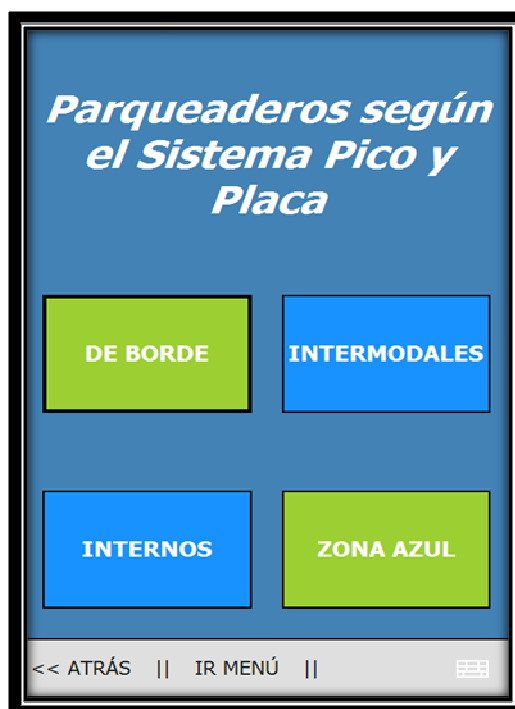 Parqueaderos según
el Sistema Pico y
Placa
DE BORDE
INTERMODALES
INTERNOS
ZONA AZUL
<< ATRÁS || IR MENÚ ||